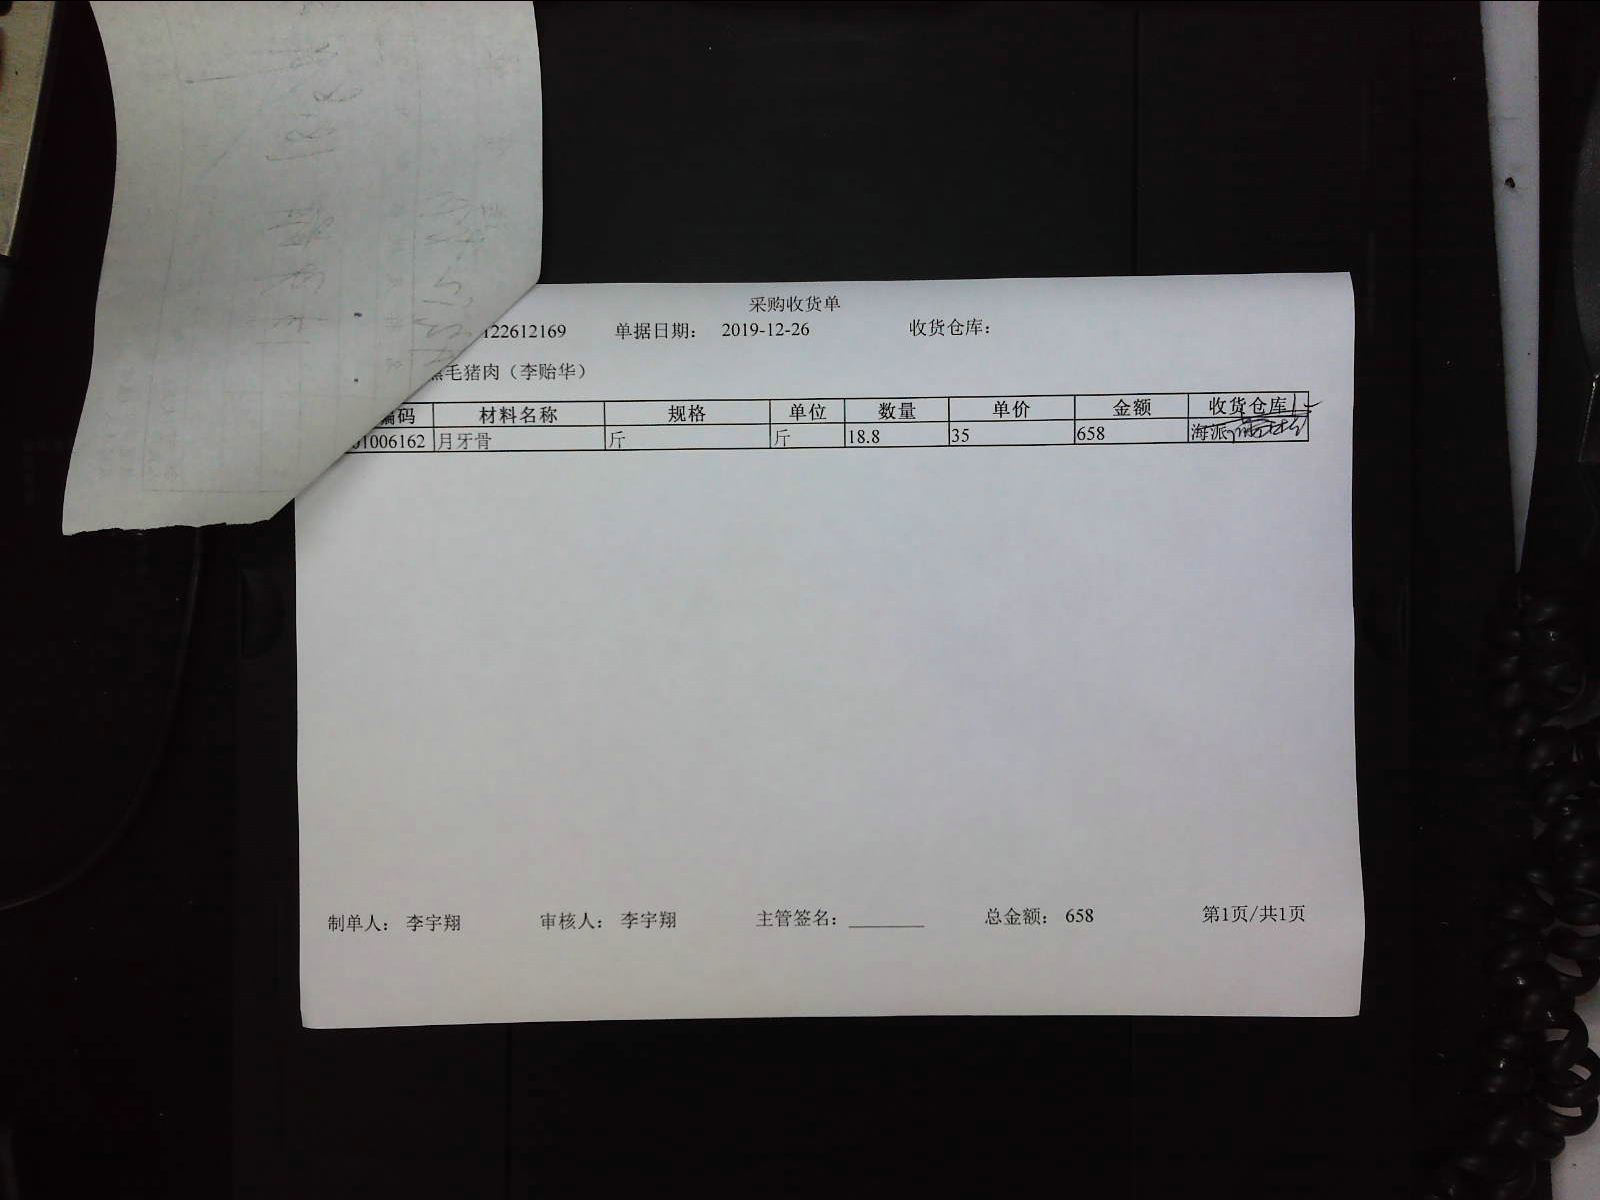 采购收货单
122612169 单据日期： 2019-12-26 收货仓库：
毛猪肉（李贻华）
编码 材料名称 规格 单位 数量 单价 金额 收货仓库
01006162 月牙骨 斤 斤 18.8 35 658 海派
制单人： 李宇翔 审核人： 李宇翔 主管签名： 总金额： 658 第1页/共1页